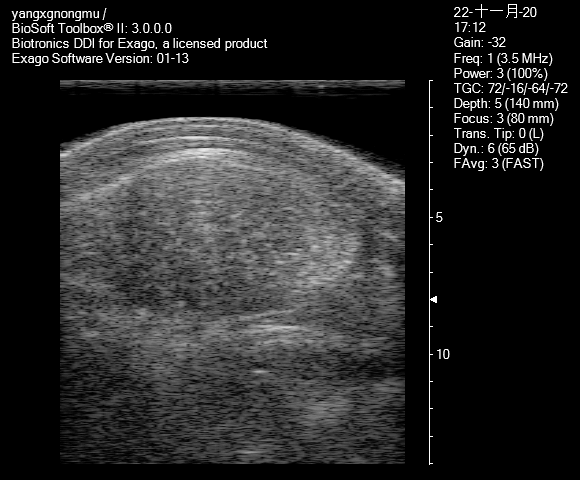 yangxgnongmu /
BioSoft Toolbox® II: 3.0.0.0
Biotronics DDI for Exago, a licensed product
Exago Software Version: 01-13
22-十一月-20
17:12
Gain: -32
Freq: 1 (3.5 MHz)
Power: 3 (100%)
TGC: 72/-16/-64/-72
Depth: 5 (140 mm)
Focus: 3 (80 mm)
Trans. Tip: 0 (L)
Dyn.: 6 (65 dB)
FAvg: 3 (FAST)
5
10